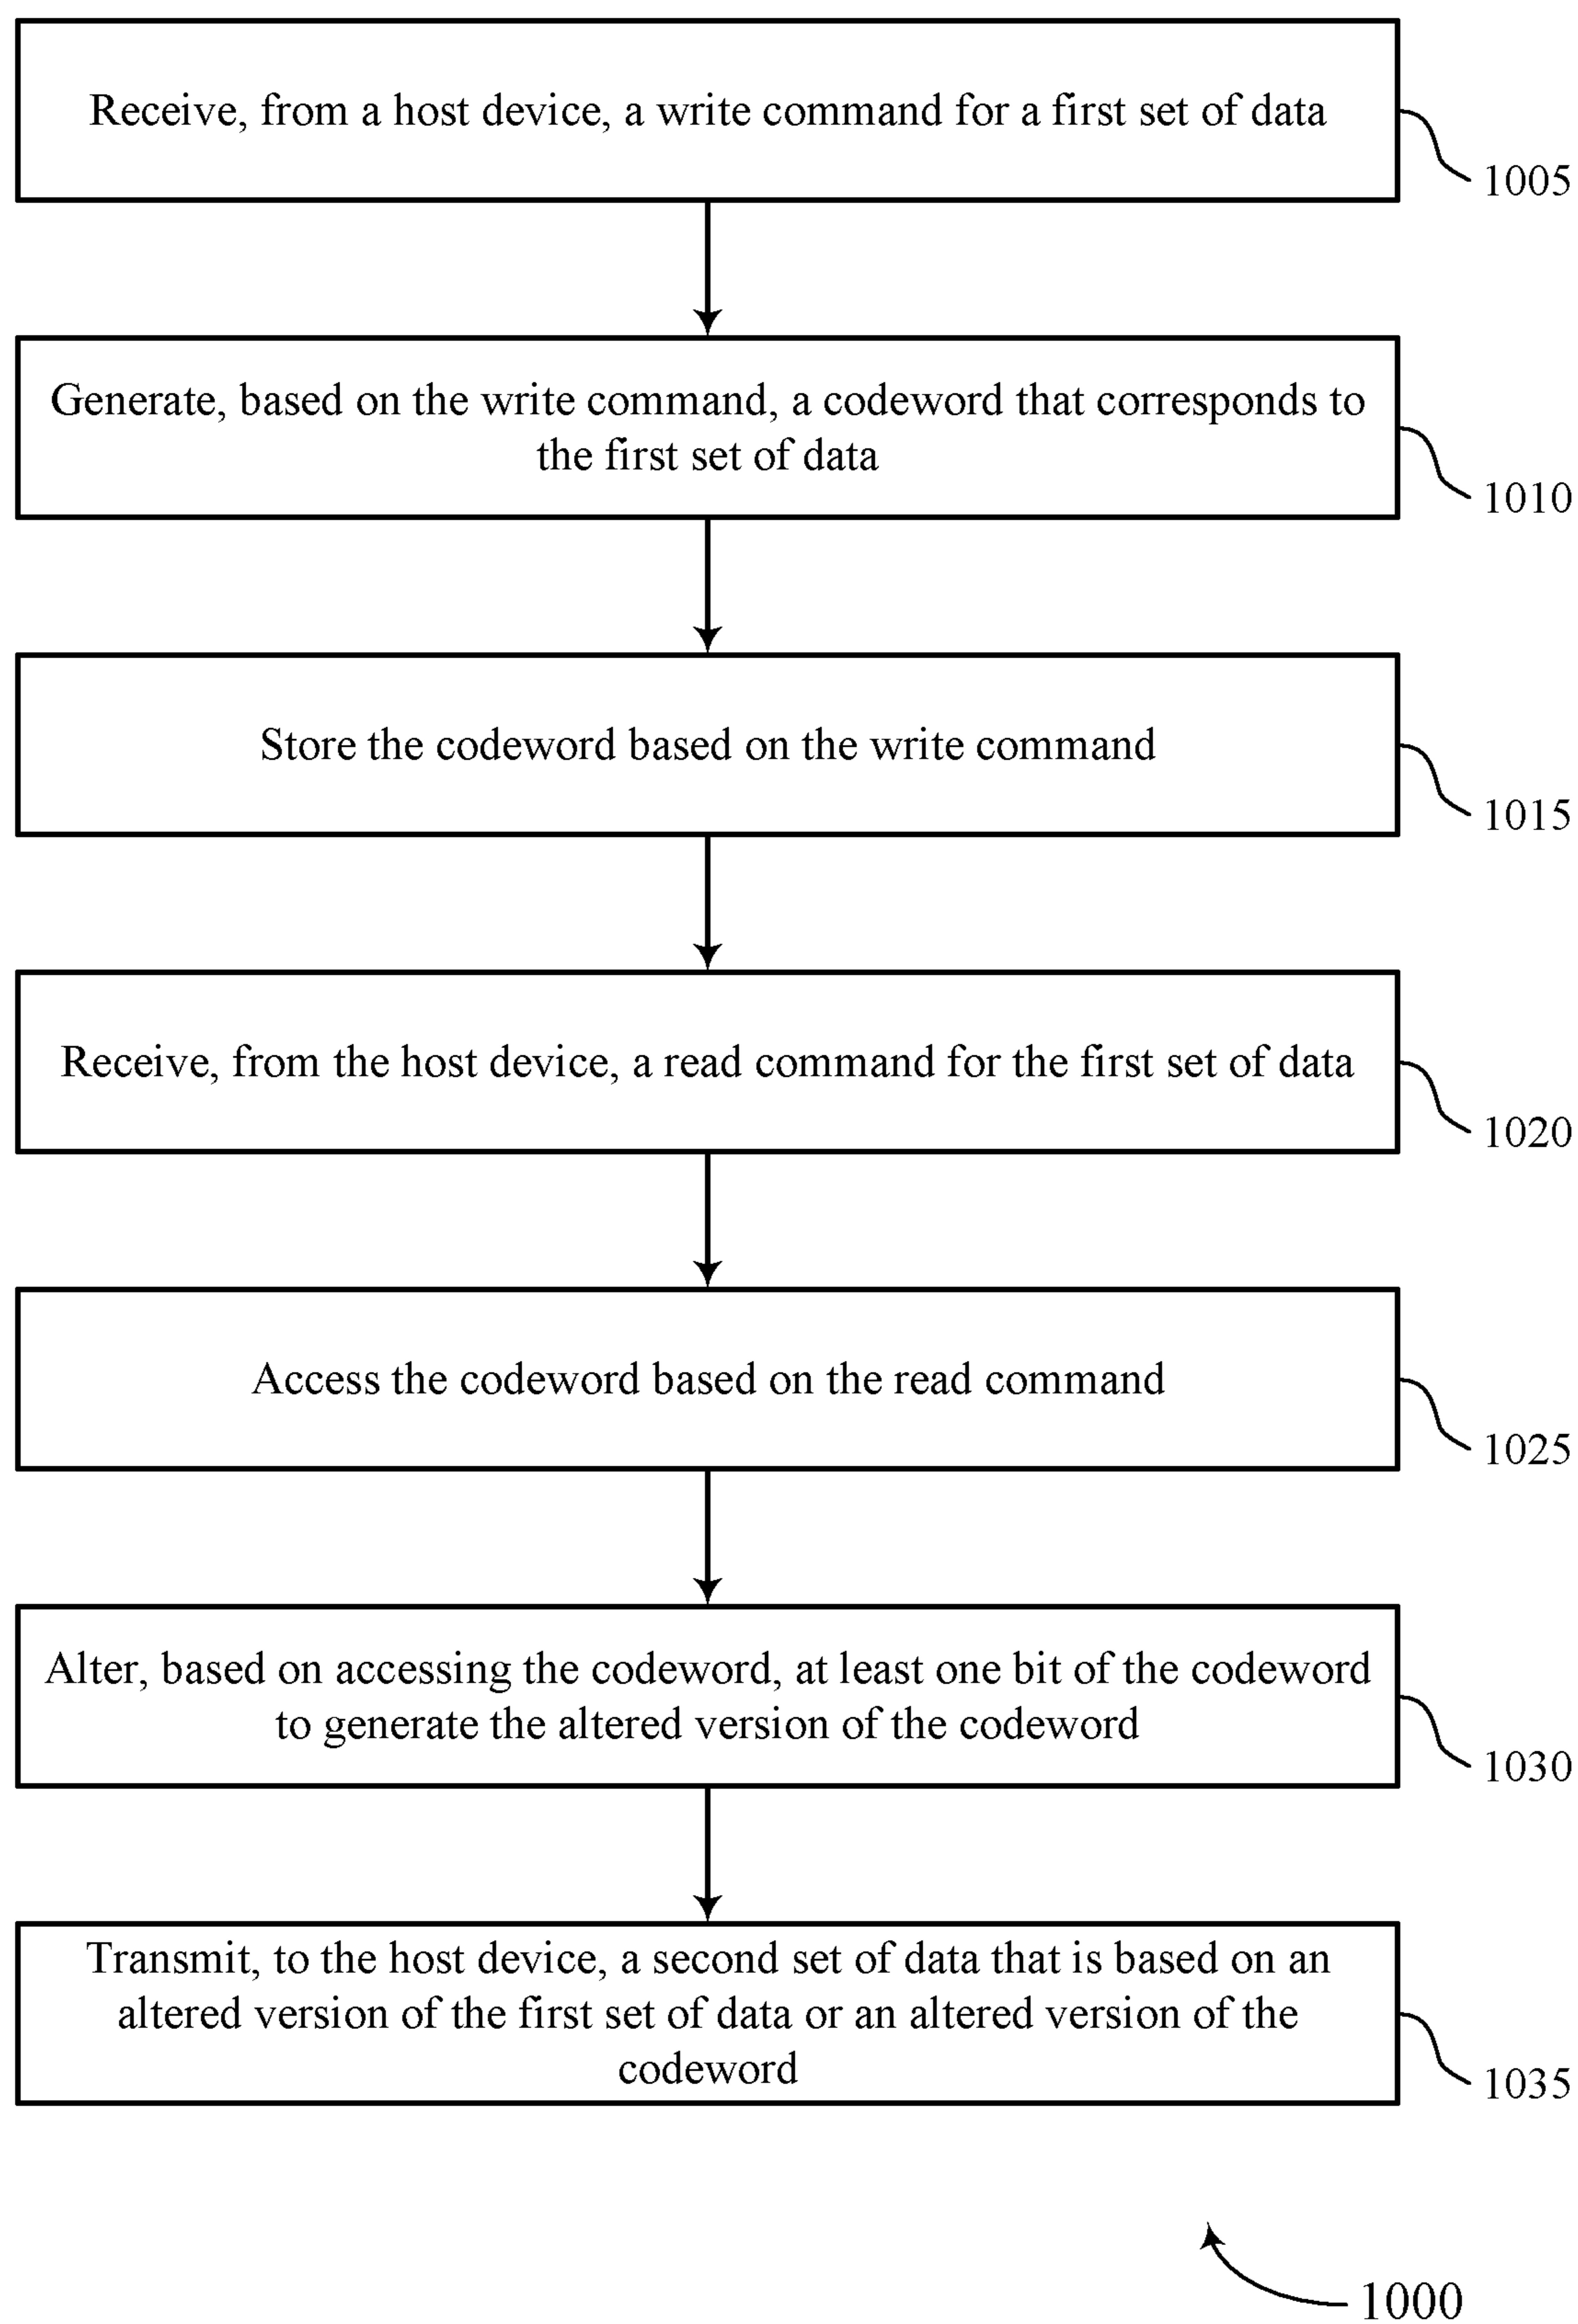 Receive, from a host device, a write command for a first set of data
1005
Generate, based on the write command, a codeword that corresponds to
the first set of data
1010
Store the codeword based on the write command
1015
Receive, from the host device, a read command for the first set of data
1020
Access the codeword based on the read command
1025
Alter, based on accessing the codeword, at least one bit of the codeword
to generate the altered version of the codeword
1030
Transmit, to the host device, a second set of data that is based on an
altered version of the first set of data or an altered version of the
codeword
1035
1000